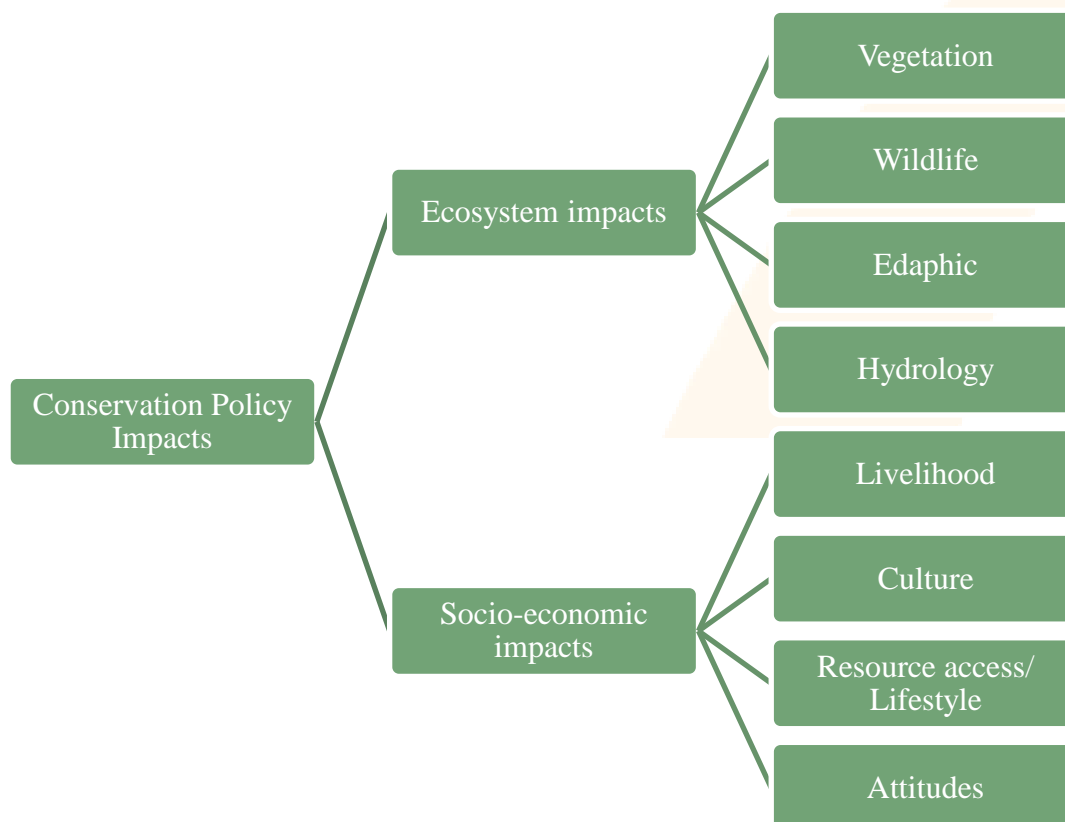 Conservation Policy
Impacts
Ecosystem impacts
Socio-economic
impacts
Vegetation
Wildlife
Edaphic
Hydrology
Livelihood
Culture
Resource access/
Lifestyle
Attitudes